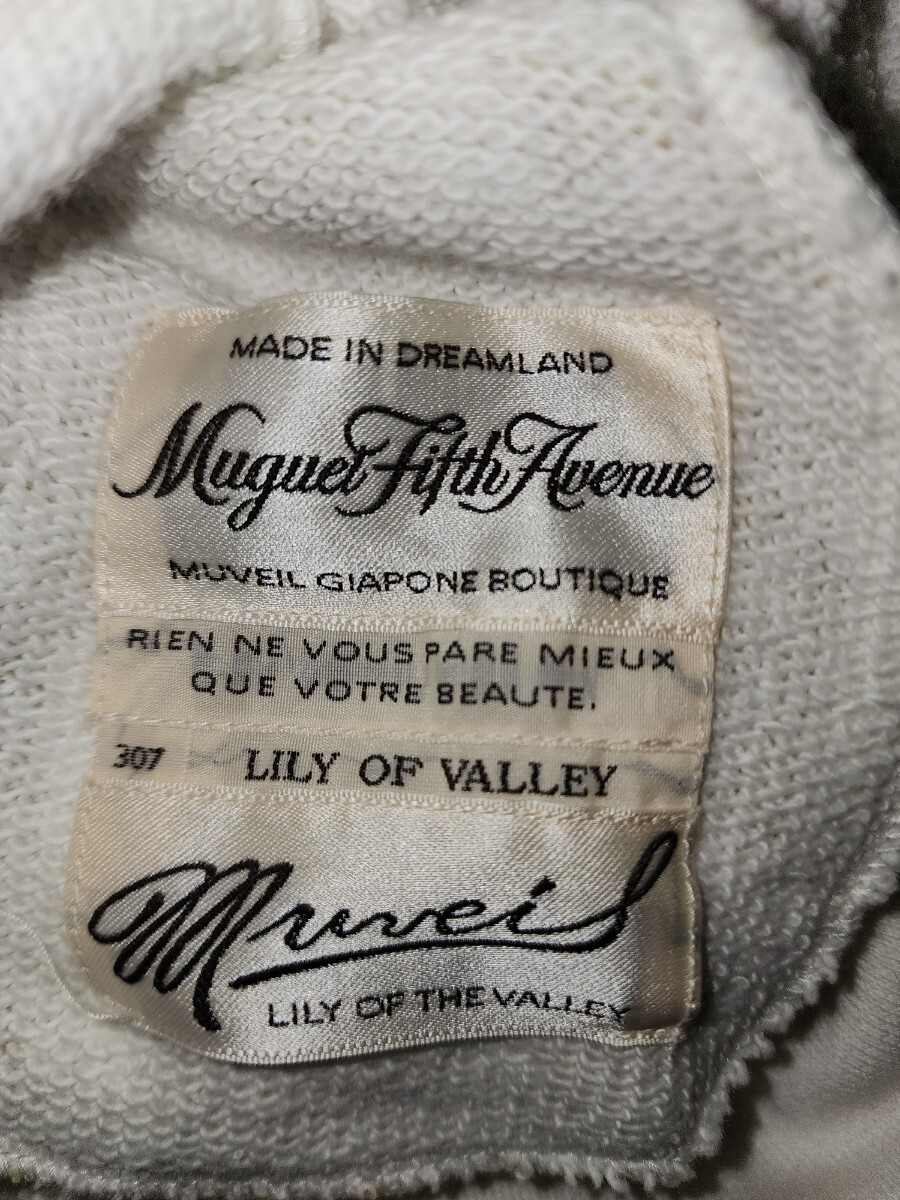 MADE IN DREAMLAND
Muguet Fifth Avenue
MUVEIL GIAPONE BOUTIQUE
RIEN NE VOUS PARE MIEUX
QUE VOTRE BEAUTE.
307 LILY OF VALLEY
Muveil
LILY OF THE VALLEY